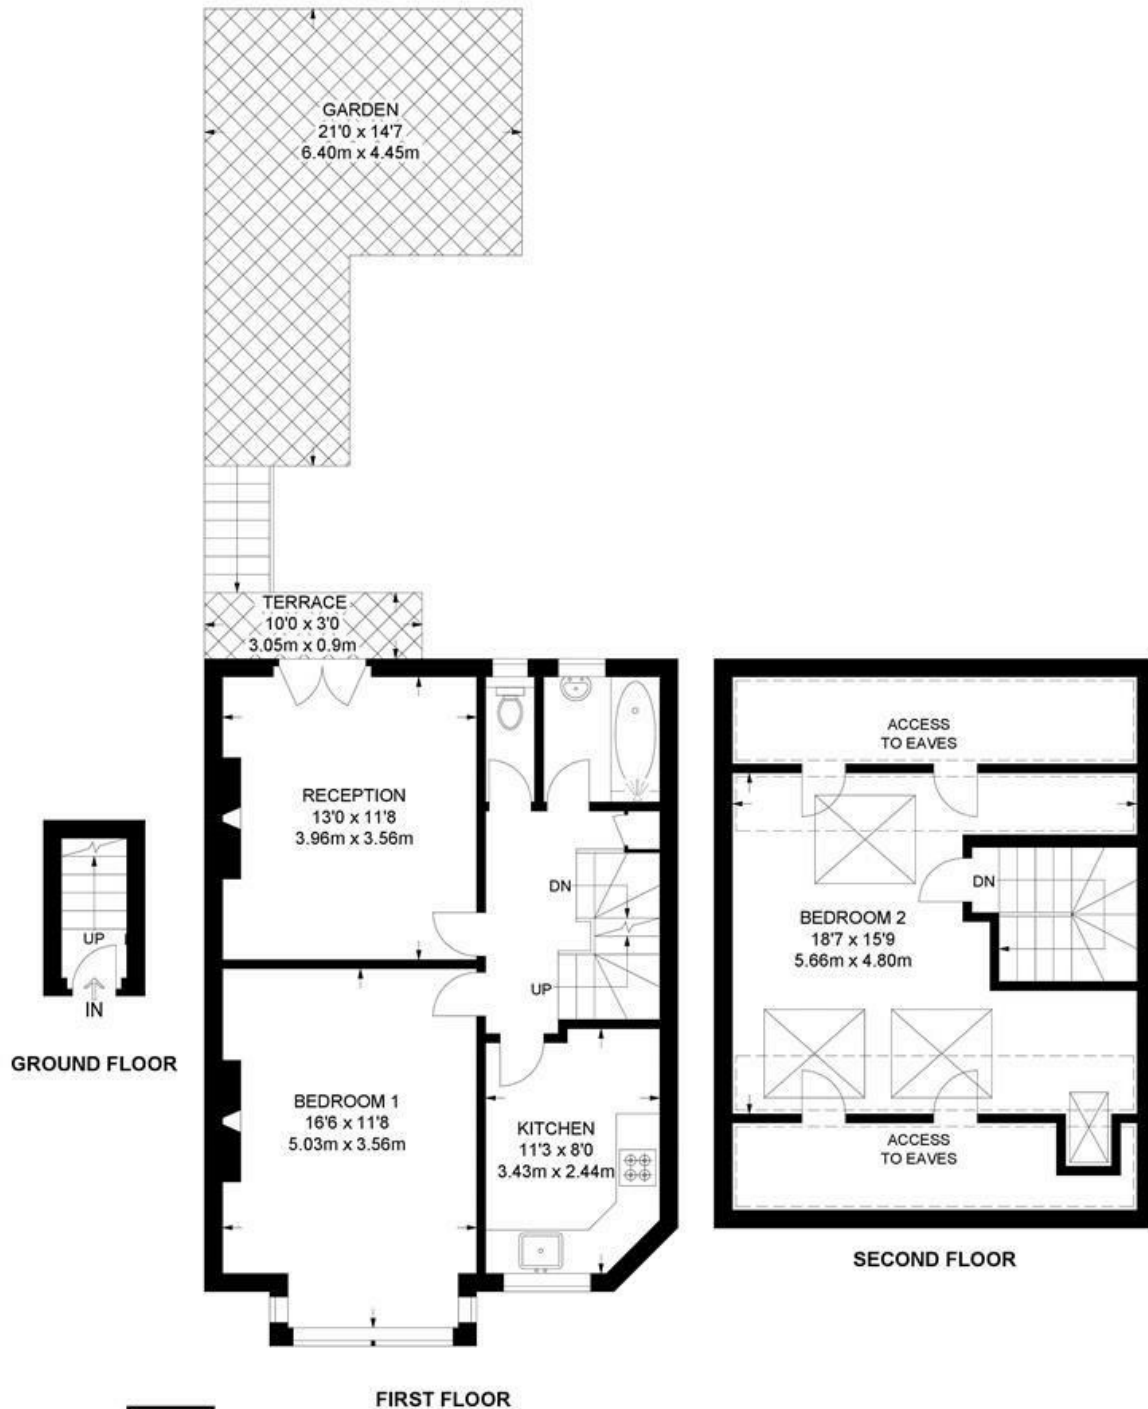 GARDEN
21'0 x 14'7
6.40m x 4.45m
TERRACE
10'0 x 3'0
3.05m x 0.9m
RECEPTION
13'0 x 11'8
3.96m x 3.56m
DN
UP
BEDROOM 1
16'6 x 11'8
5.03m x 3.56m
KITCHEN
11'3 x 8'0
3.43m x 2.44m
FIRST FLOOR
UP
IN
GROUND FLOOR
ACCESS
TO EAVES
DN
BEDROOM 2
18'7 x 15'9
5.66m x 4.80m
ACCESS
TO EAVES
SECOND FLOOR